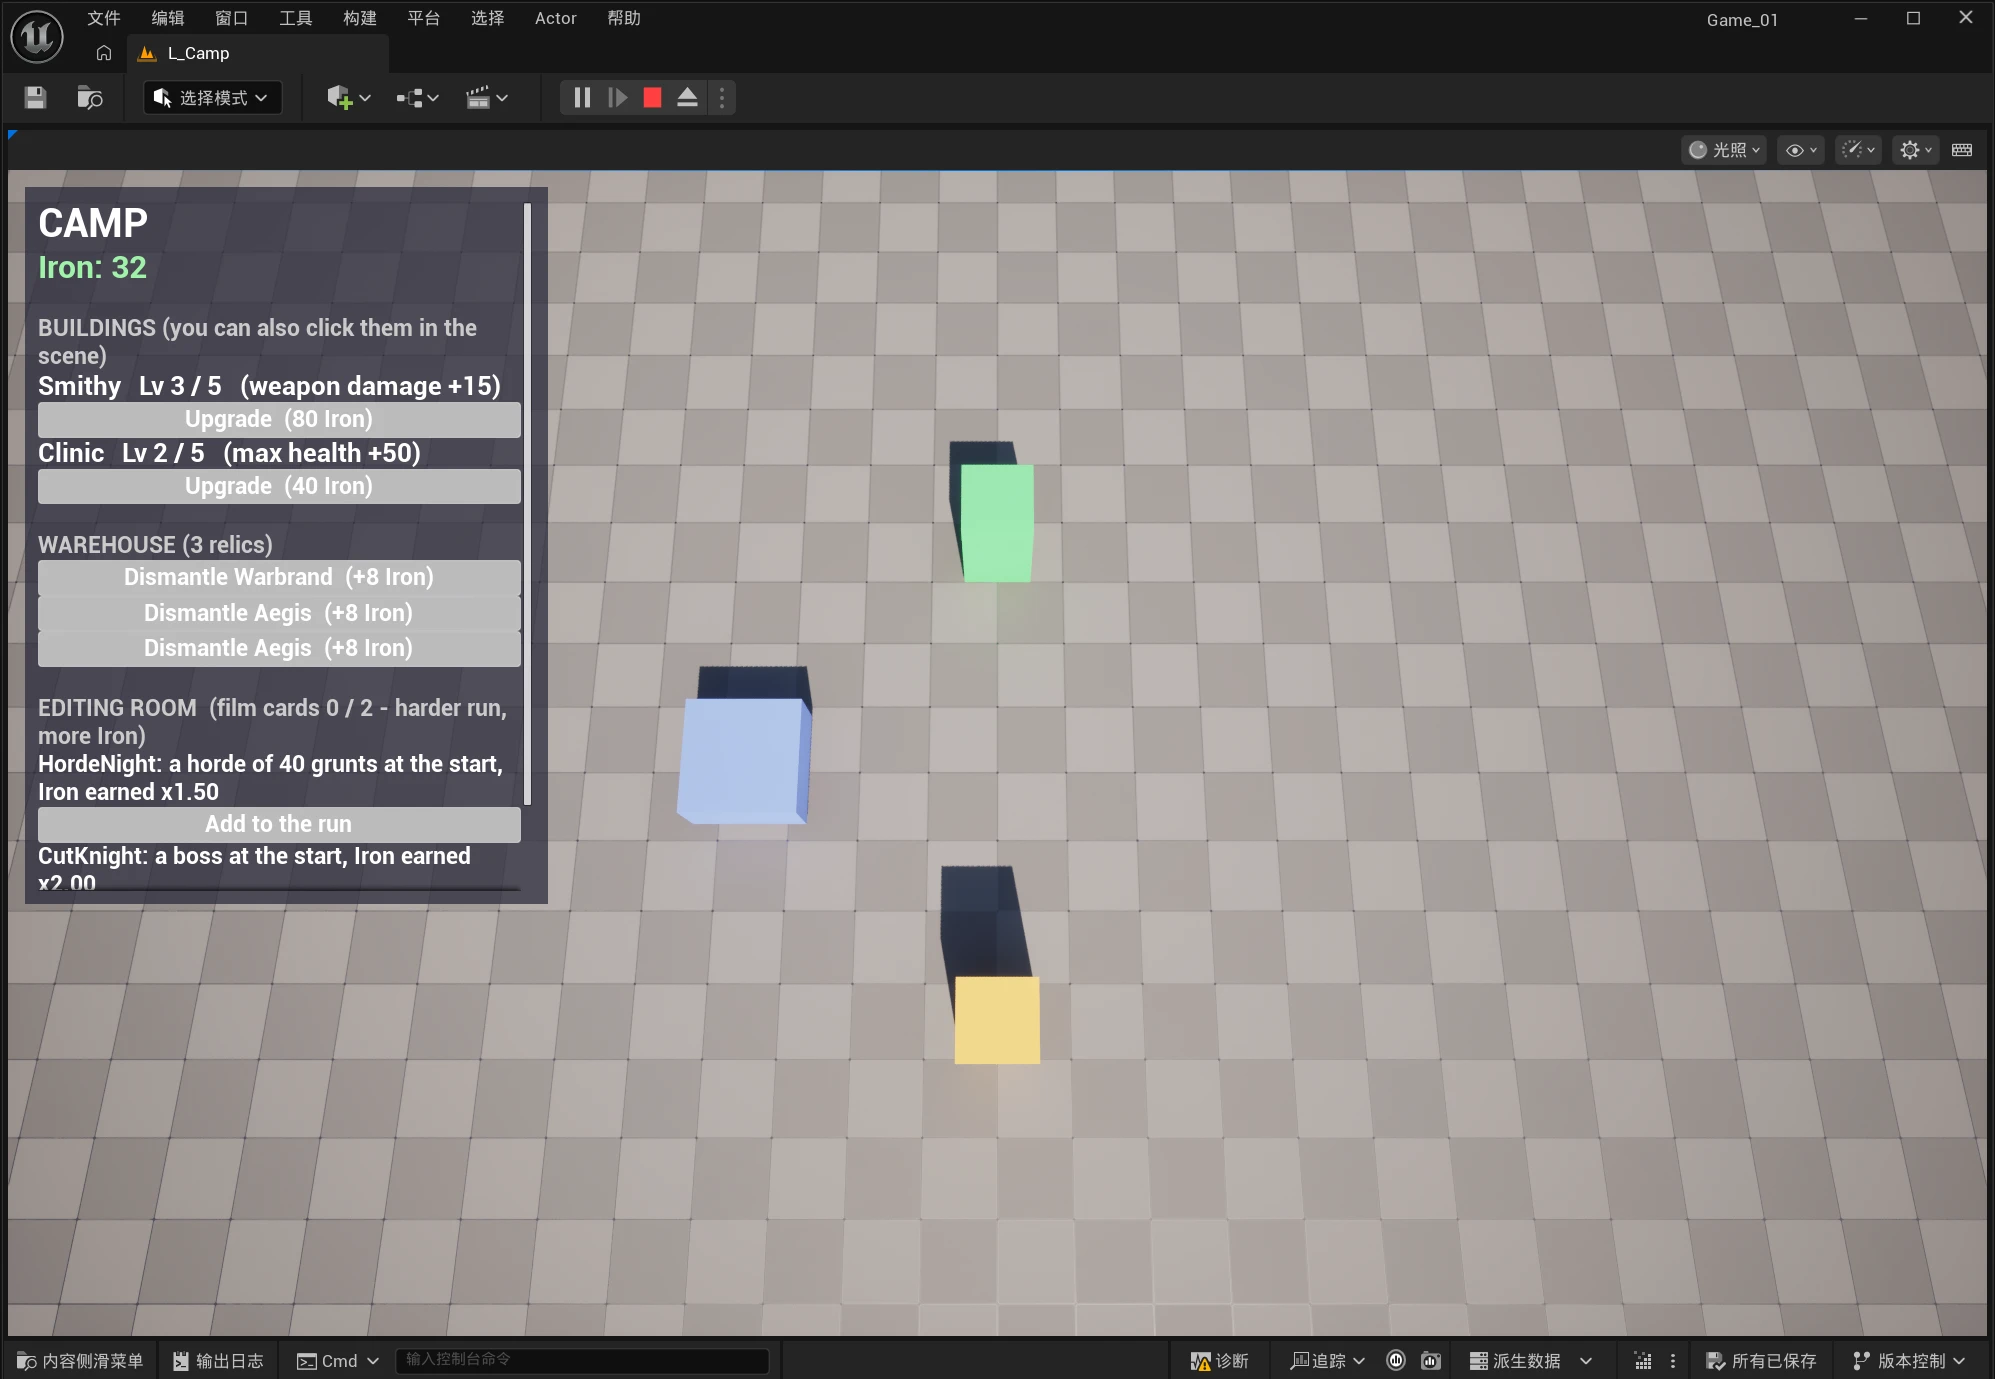 文件 编辑 窗口 工具 构建 平台 选择 Actor 帮助 Game_01
L_Camp
选择模式
光照
CAMP
Iron: 32
BUILDINGS (you can also click them in the
scene)
Smithy Lv 3 / 5 (weapon damage +15)
Upgrade (80 Iron)
Clinic Lv 2 / 5 (max health +50)
Upgrade (40 Iron)
WAREHOUSE (3 relics)
Dismantle Warbrand (+8 Iron)
Dismantle Aegis (+8 Iron)
Dismantle Aegis (+8 Iron)
EDITING ROOM (film cards 0 / 2 - harder run,
more Iron)
HordeNight: a horde of 40 grunts at the start,
Iron earned x1.50
Add to the run
CutKnight: a boss at the start, Iron earned
x2.00
内容侧滑菜单 输出日志 Cmd 输入控制台命令 诊断 追踪 派生数据 所有已保存 版本控制